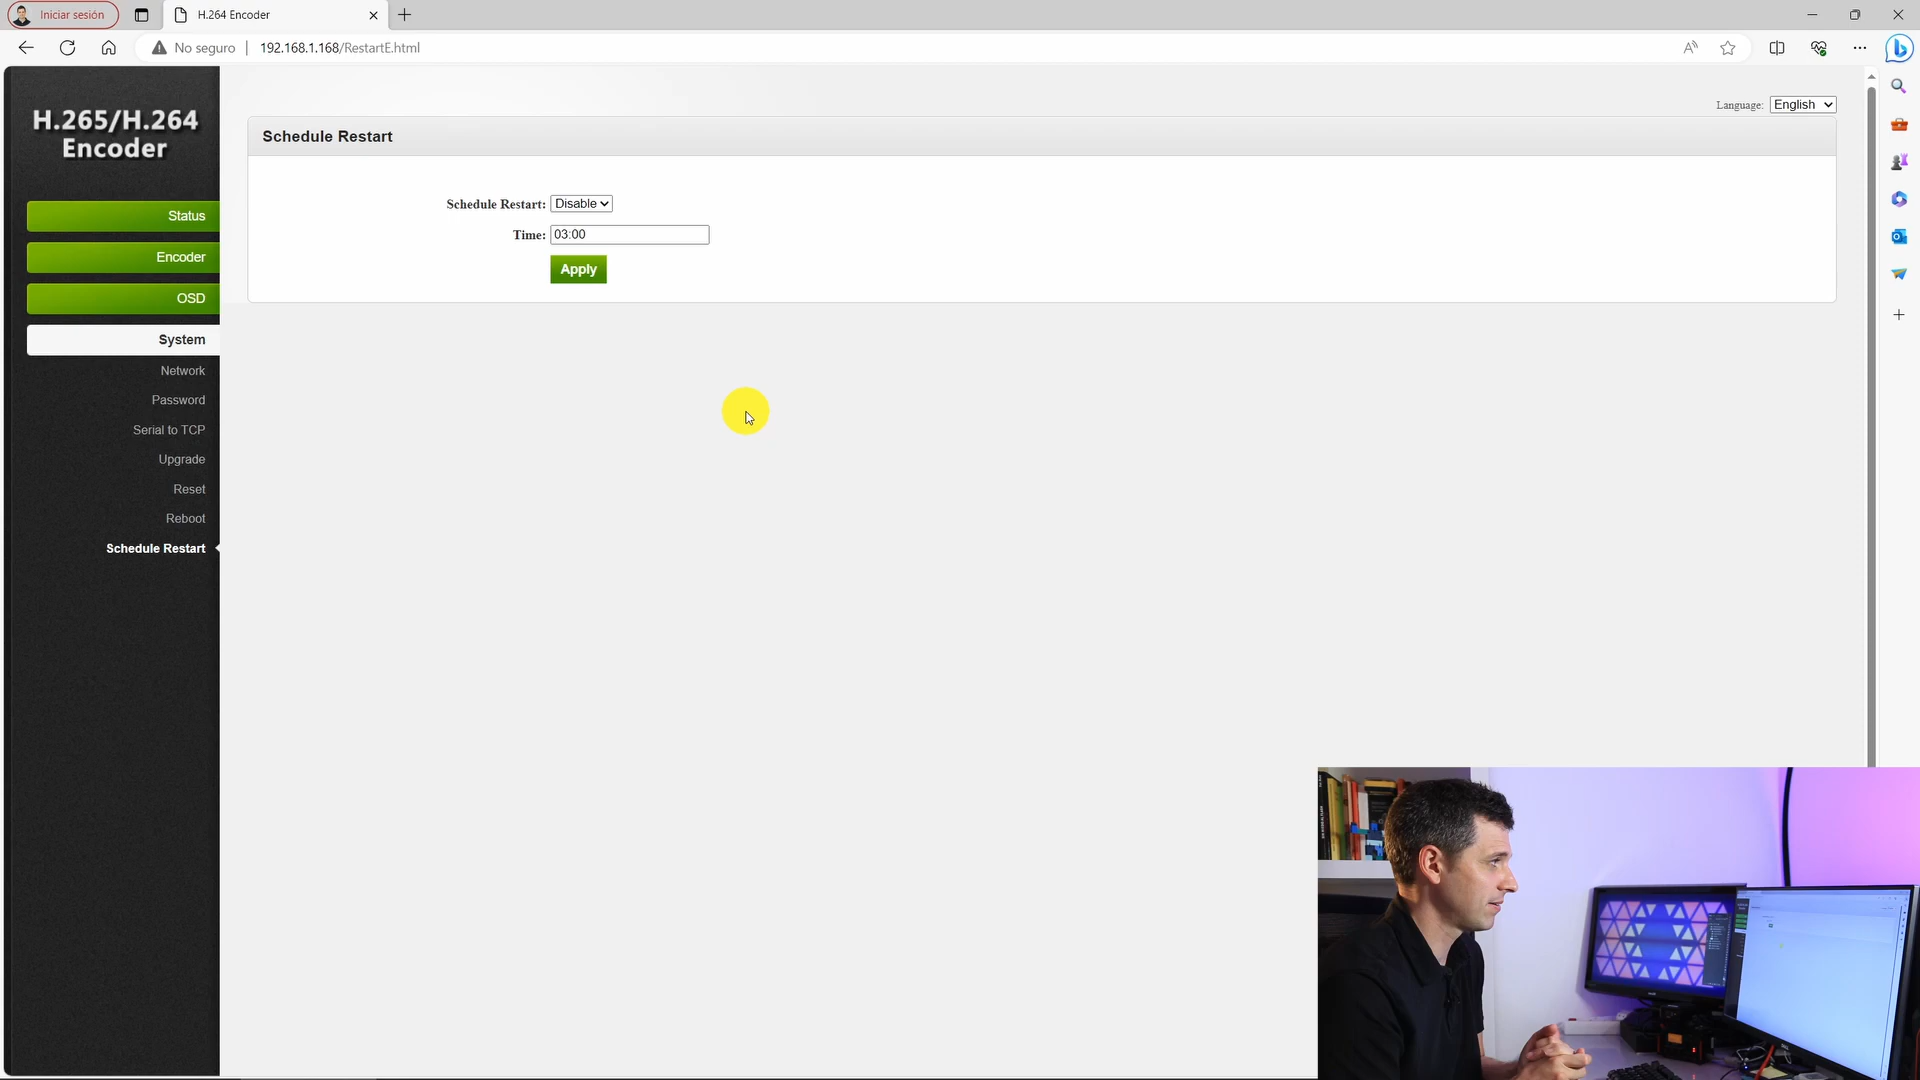 Iniciar sesión
H.264 Encoder
No seguro
192.168.1.168/RestartE.html
H.265/H.264
Encoder
Language: English
Schedule Restart
Schedule Restart: Disable
Time: 03:00
Apply
Status
Encoder
OSD
System
Network
Password
Serial to TCP
Upgrade
Reset
Reboot
Schedule Restart